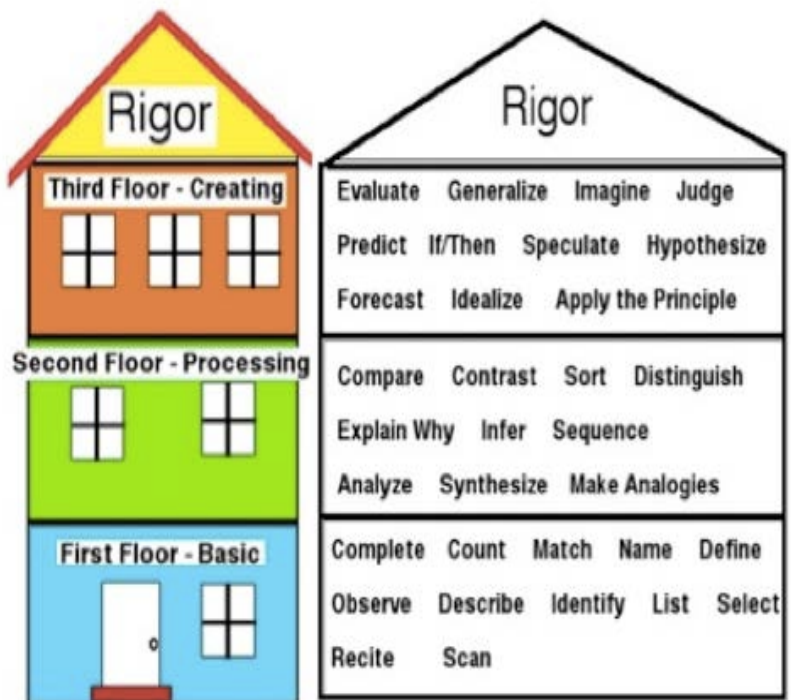 Rigor
Third Floor - Creating
Second Floor - Processing
First Floor - Basic
Rigor
Evaluate Generalize Imagine Judge
Predict If/Then Speculate Hypothesize
Forecast Idealize Apply the Principle
Compare Contrast Sort Distinguish
Explain Why Infer Sequence
Analyze Synthesize Make Analogies
Complete Count Match Name Define
Observe Describe Identify List Select
Recite Scan